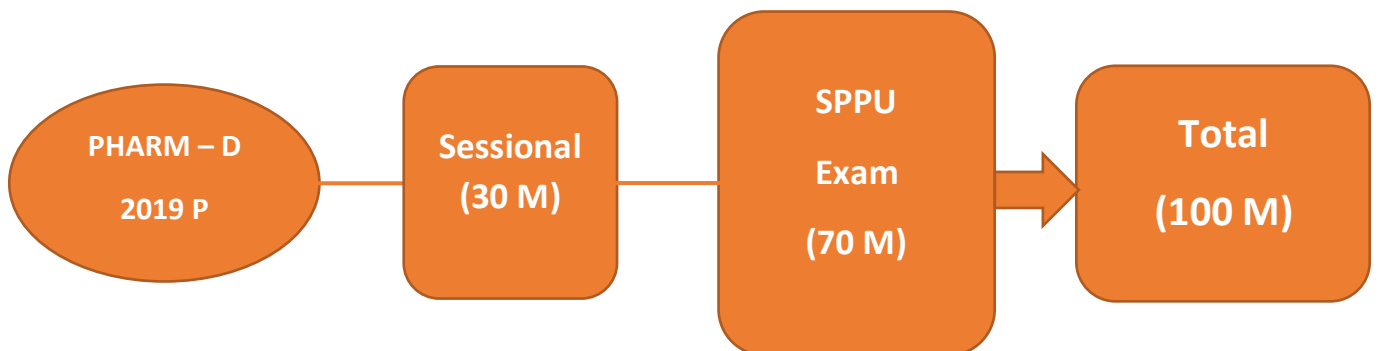 PHARM – D
2019 P
Sessional
(30 M)
SPPU
Exam
(70 M)
Total
(100 M)